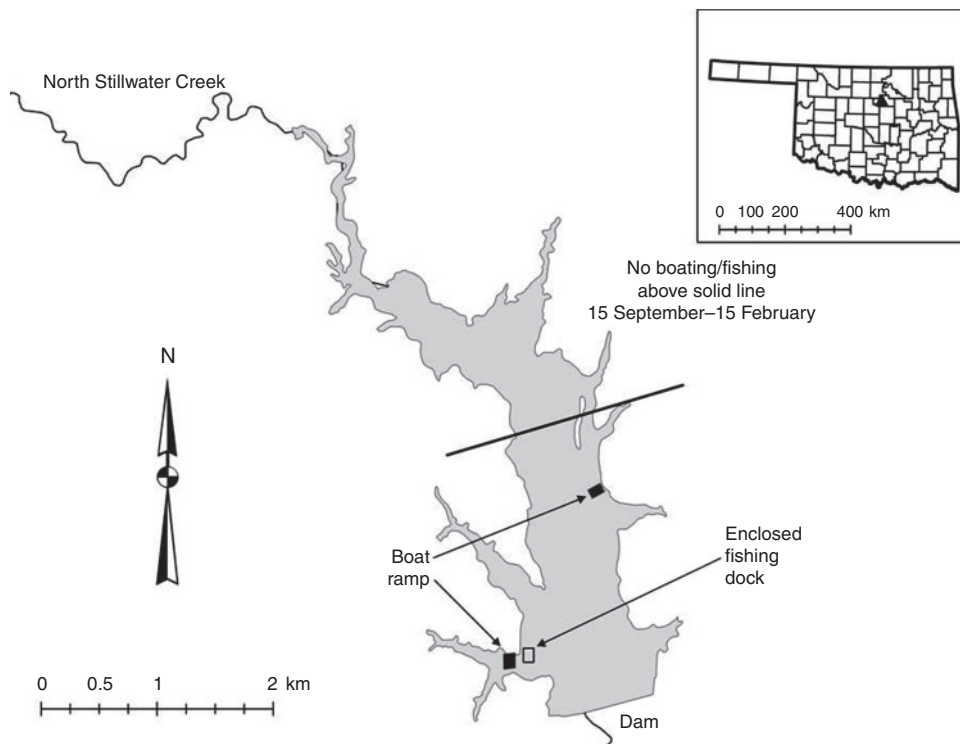 North Stillwater Creek
0 100 200 400 km
No boating/fishing
above solid line
15 September–15 February
N
Boat
ramp
Enclosed
fishing
dock
0 0.5 1 2 km
Dam